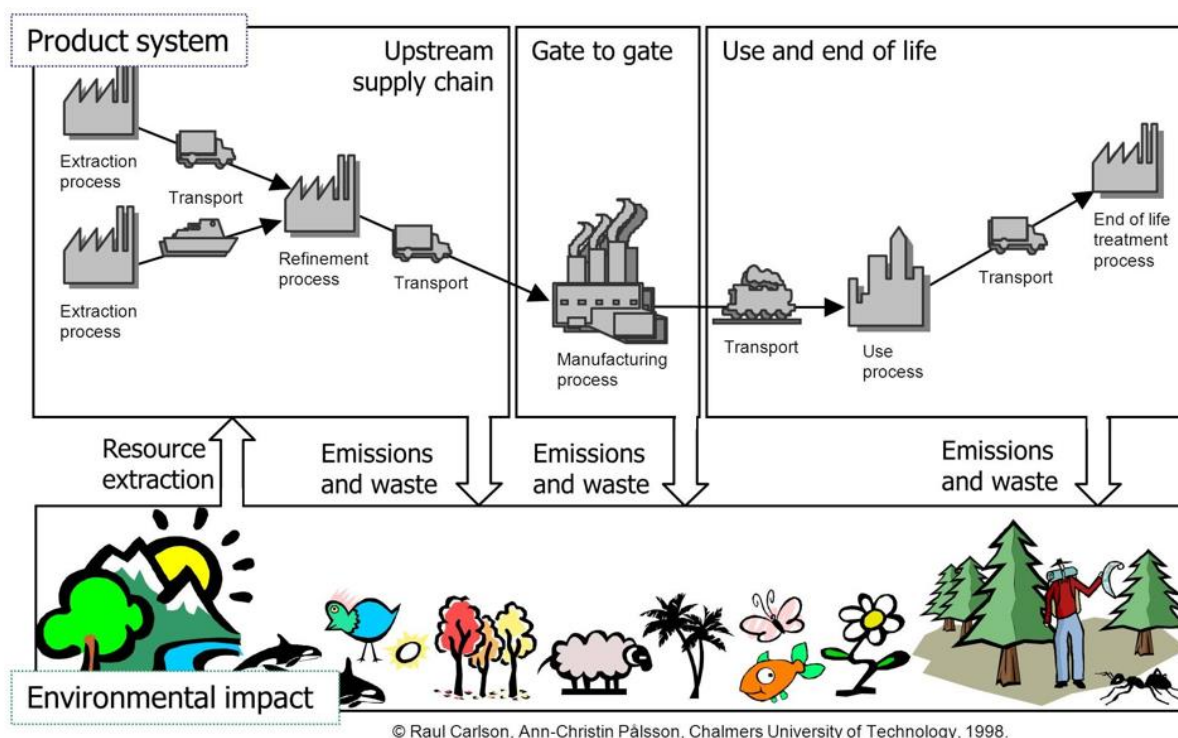 Product system
Upstream
supply chain
Gate to gate
Use and end of life
Extraction
process
Transport
Extraction
process
Refinement
process
Transport
Manufacturing
process
Transport
Use
process
Transport
End of life
treatment
process
Resource
extraction
Emissions
and waste
Emissions
and waste
Emissions
and waste
Environmental impact
© Raul Carlson, Ann-Christin Pålsson, Chalmers University of Technology, 1998.